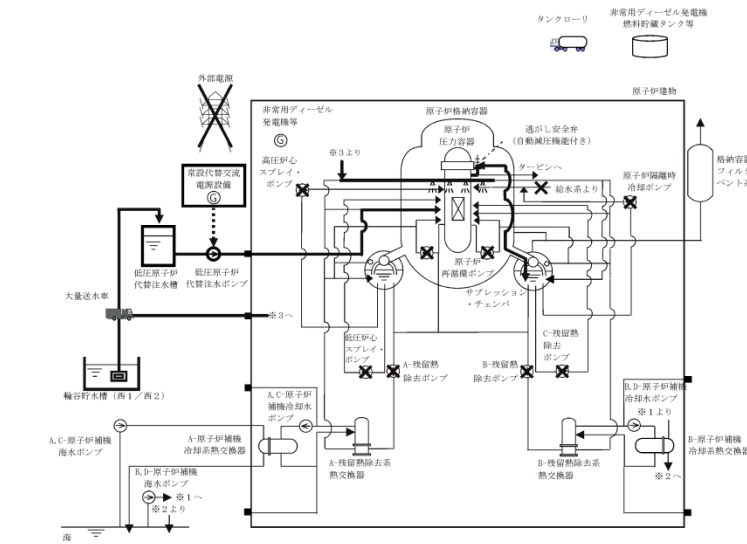 タンクローリ
非常用ディーゼル発電機
燃料貯蔵タンク等
外部電源
原子炉建物
非常用ディーゼル
発電機等
G
原子炉格納容器
原子炉
圧力容器
逃がし安全弁
(自動減圧機能付き)
※3より
タービンへ
給水系より
高圧炉心
スプレイ・
ポンプ
原子炉隔離時
冷却ポンプ
格納容器
フィルタ
ベント系
常設代替交流
電源設備
G
低圧原子炉
代替注水槽
低圧原子炉
代替注水ポンプ
原子炉
再循環ポンプ
サプレッション
・チェンバ
大量送水車
※3へ
低圧炉心
スプレイ・
ポンプ
A-残留熱
除去ポンプ
B-残留熱
除去ポンプ
C-残留熱
除去
ポンプ
輪谷貯水槽(西1/西2)
A,C-原子炉
補機冷却水
ポンプ
B,D-原子炉補機
冷却水ポンプ
※1より
A,C-原子炉補機
海水ポンプ
A-原子炉補機
冷却系熱交換器
B-原子炉補機
冷却系熱交換器
B,D-原子炉補機
海水ポンプ
※1へ
※2より
A-残留熱除去系
熱交換器
B-残留熱除去系
熱交換器
※2へ
海